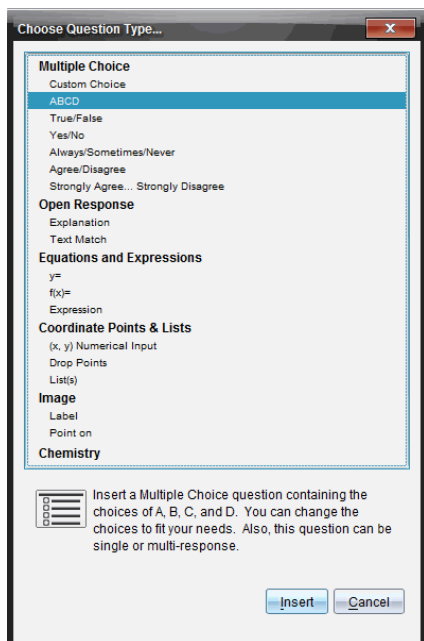 Choose Question Type...
Multiple Choice
Custom Choice
ABCD
True/False
Yes/No
Always/Sometimes/Never
Agree/Disagree
Strongly Agree... Strongly Disagree
Open Response
Explanation
Text Match
Equations and Expressions
y=
f(x)=
Expression
Coordinate Points & Lists
(x, y) Numerical Input
Drop Points
List(s)
Image
Label
Point on
Chemistry
Insert a Multiple Choice question containing the
choices of A, B, C, and D. You can change the
choices to fit your needs. Also, this question can be
single or multi-response.
Insert Cancel